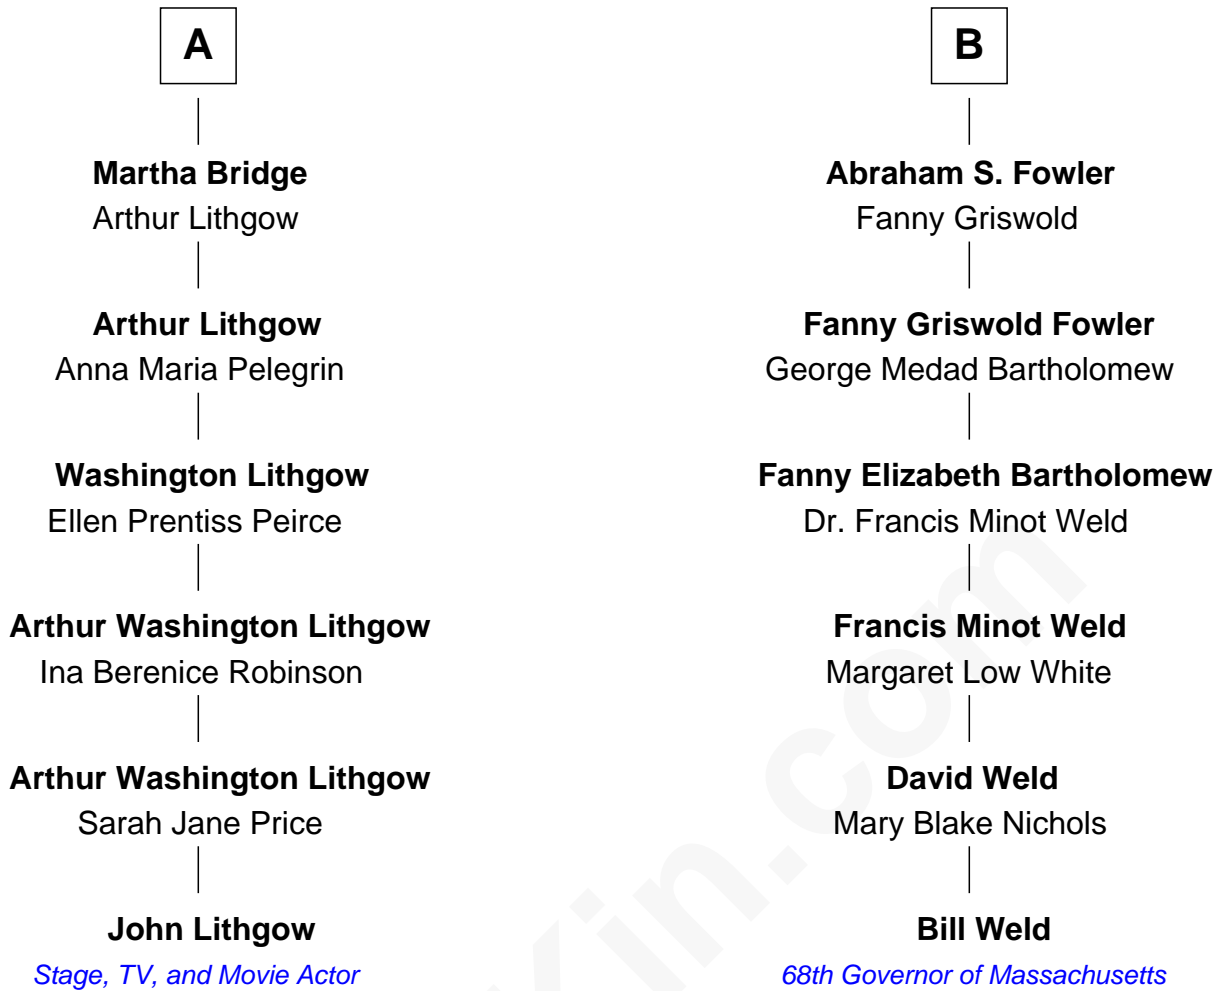 A
Martha Bridge
Arthur Lithgow
Arthur Lithgow
Anna Maria Pelegrin
Washington Lithgow
Ellen Prentiss Peirce
Arthur Washington Lithgow
Ina Berenice Robinson
Arthur Washington Lithgow
Sarah Jane Price
John Lithgow
Stage, TV, and Movie Actor
B
Abraham S. Fowler
Fanny Griswold
Fanny Griswold Fowler
George Medad Bartholomew
Fanny Elizabeth Bartholomew
Dr. Francis Minot Weld
Francis Minot Weld
Margaret Low White
David Weld
Mary Blake Nichols
Bill Weld
68th Governor of Massachusetts